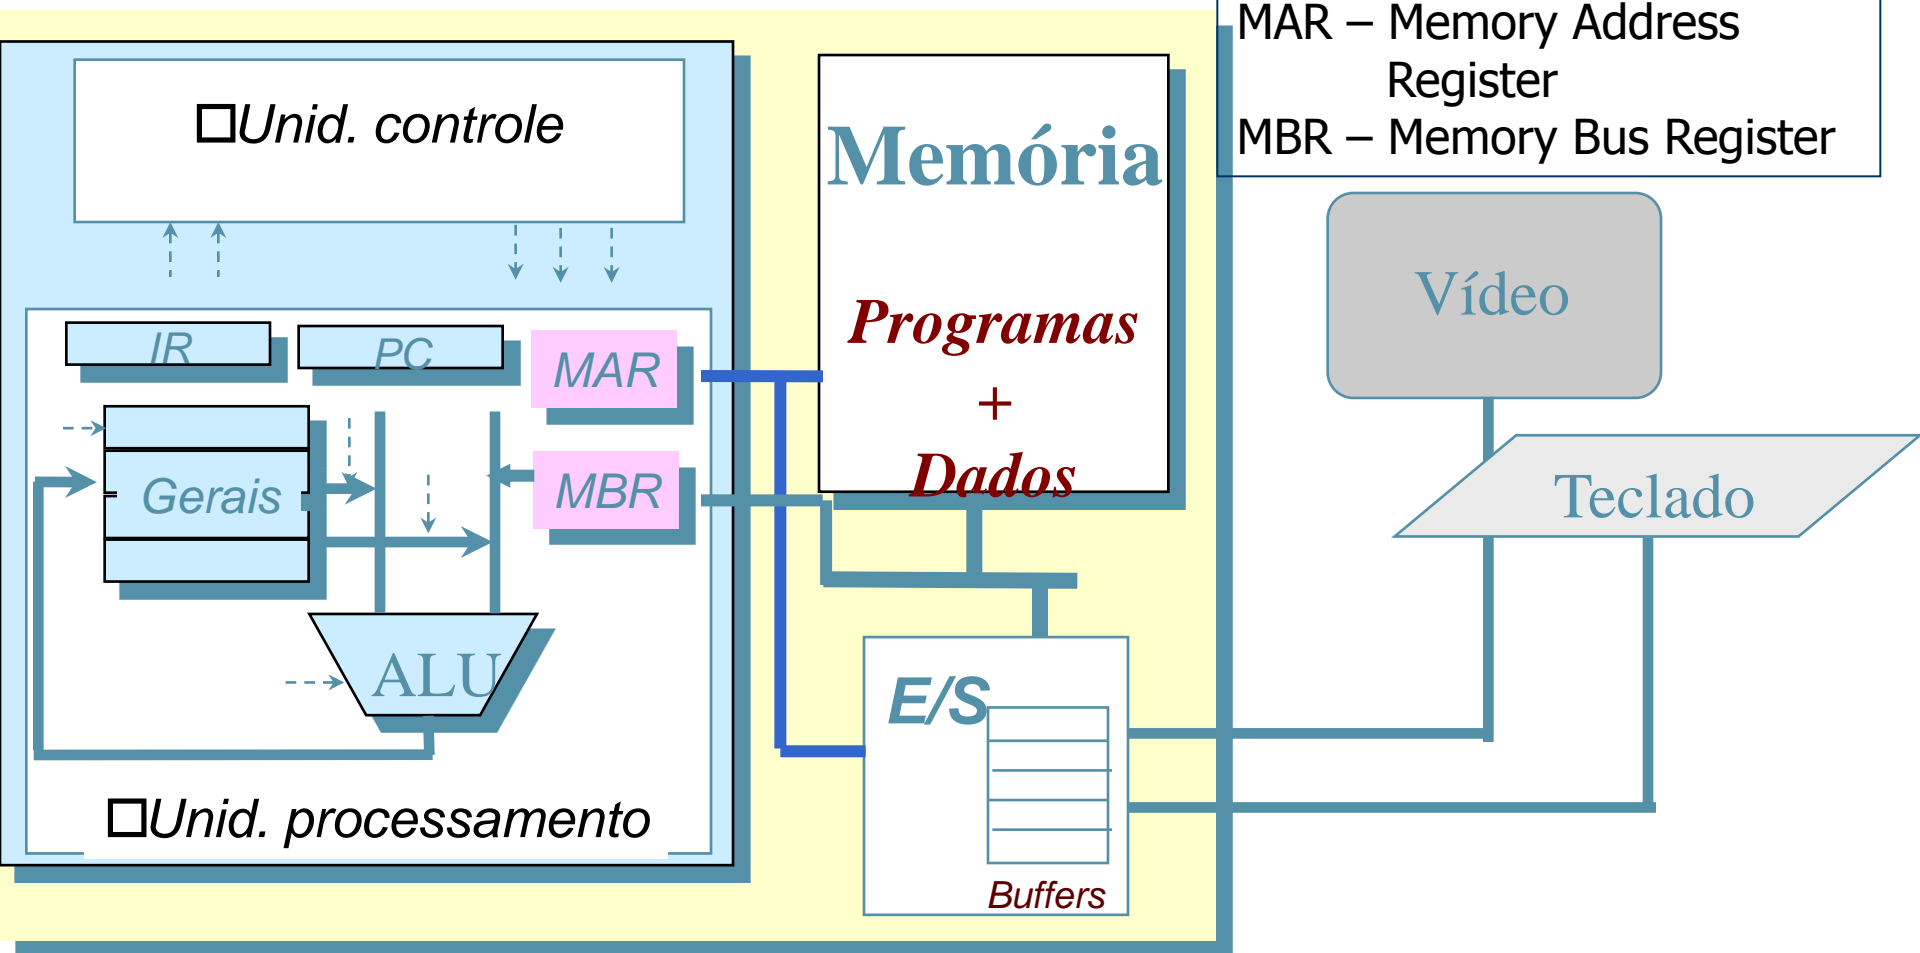 MAR – Memory Address
Register
MBR – Memory Bus Register
□Unid. controle
Memória
Programas
+
Dados
Vídeo
Teclado
IR
PC
MAR
Gerais
MBR
ALU
E/S
Buffers
□Unid. processamento